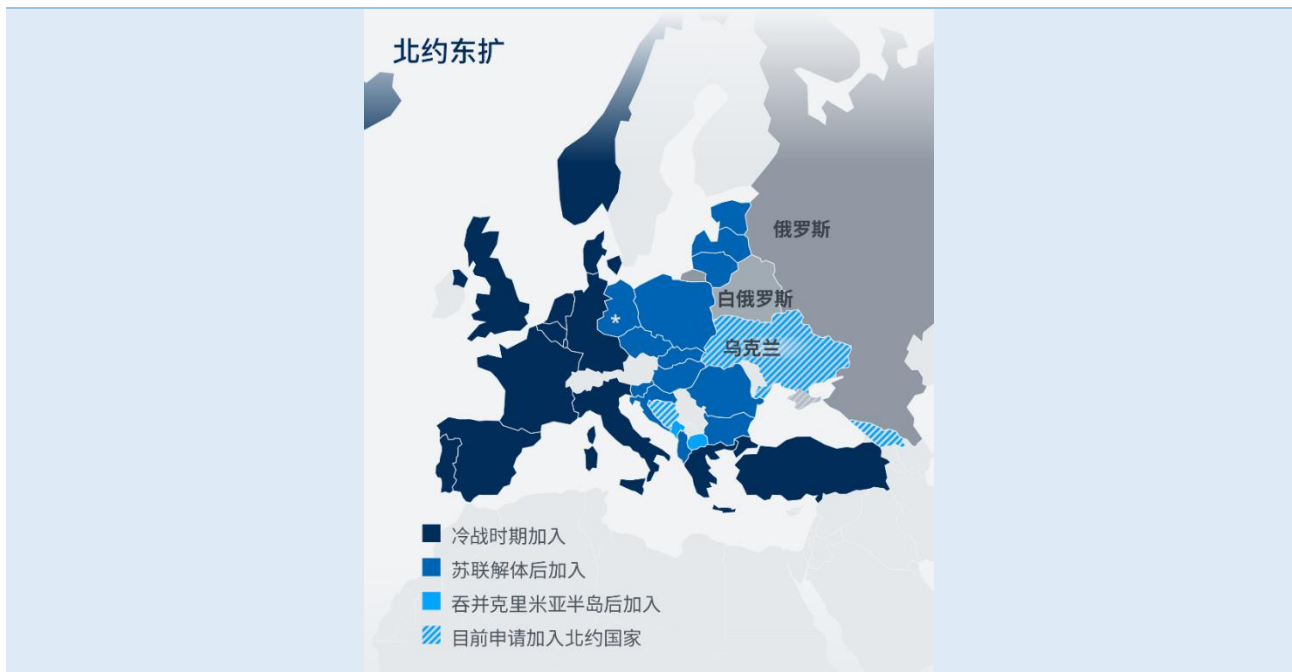 北约东扩
俄罗斯
白俄罗斯
*
乌克兰
冷战时期加入
苏联解体后加入
吞并克里米亚半岛后加入
目前申请加入北约国家